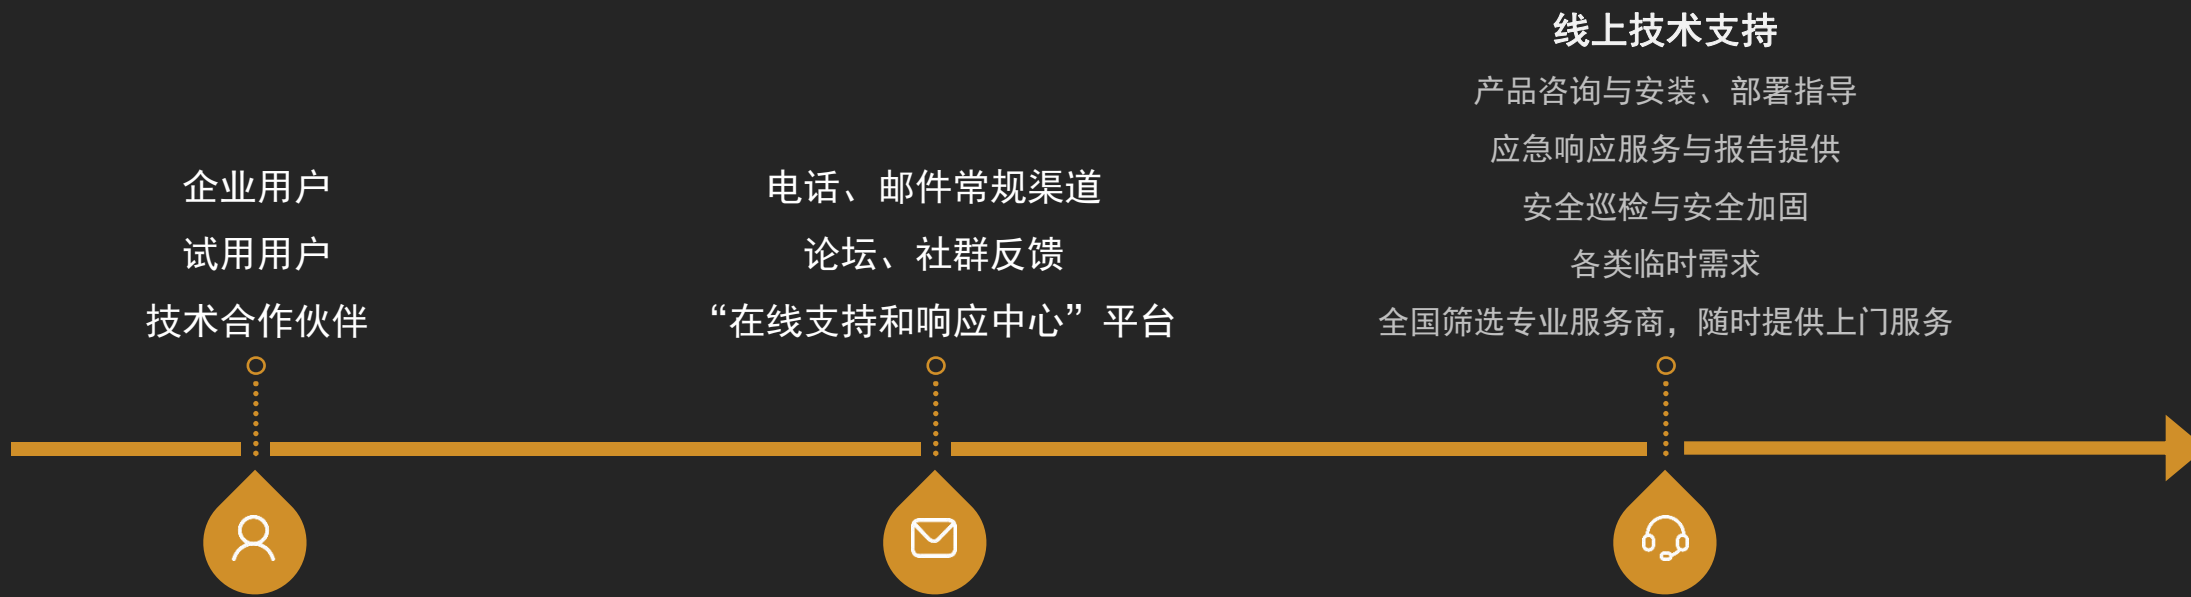 企业用户
试用用户
技术合作伙伴
电话、邮件常规渠道
论坛、社群反馈
“在线支持和响应中心”平台
线上技术支持
产品咨询与安装、部署指导
应急响应服务与报告提供
安全巡检与安全加固
各类临时需求
全国筛选专业服务商，随时提供上门服务